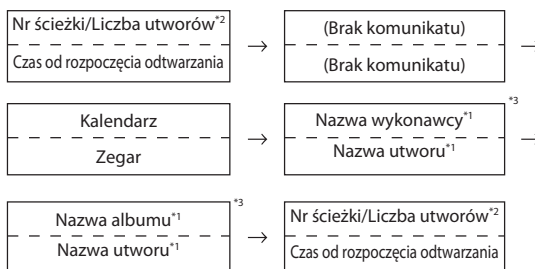 Nr ścieżki/Liczba utworów*2
Czas od rozpoczęcia odtwarzania
→
(Brak komunikatu)
(Brak komunikatu)
→
Kalendarz
Zegar
→
Nazwa wykonawcy*1
Nazwa utworu*1
*3
→
Nazwa albumu*1
Nazwa utworu*1
*3
→
Nr ścieżki/Liczba utworów*2
Czas od rozpoczęcia odtwarzania